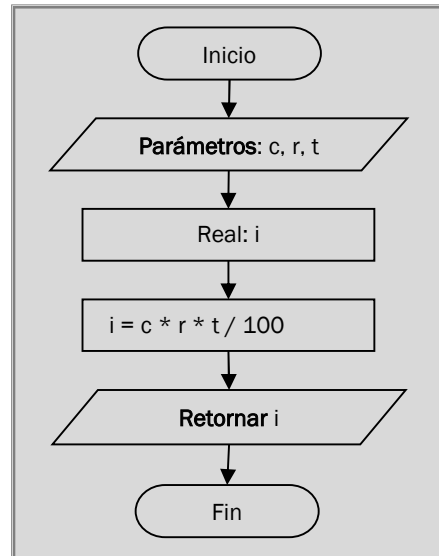 Inicio
Parámetros: c, r, t
Real: i
i = c * r * t / 100
Retornar i
Fin